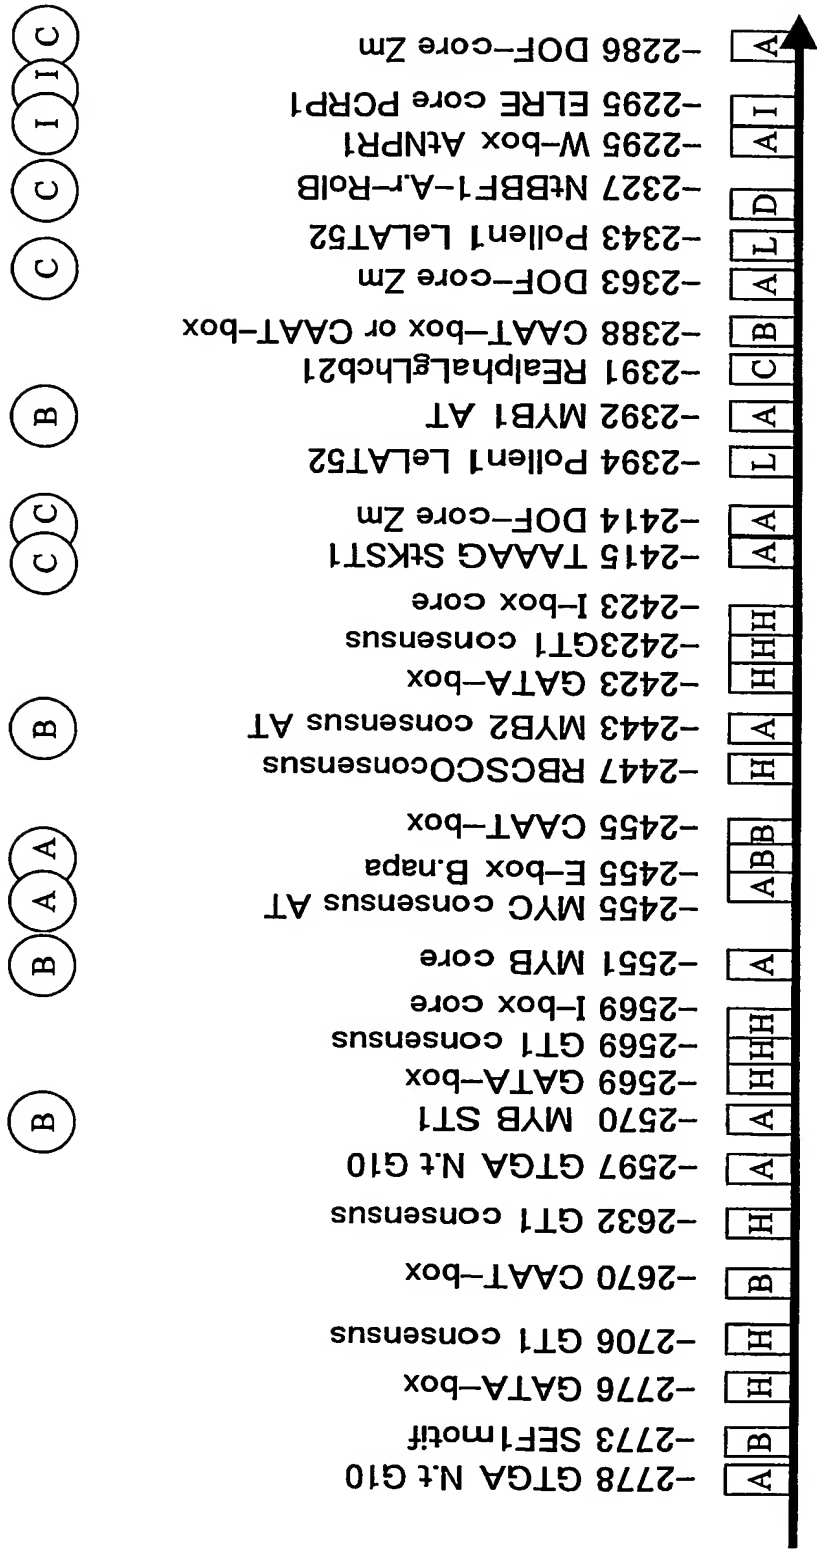 A –2778 GTGA N.t G10
B –2773 SEF1motif
H –2776 GATA–box
H –2706 GT1 consensus
B –2670 CAAT–box
H –2632 GT1 consensus
A –2597 GTGA N.t G10
A –2570 MYB ST1 B
H –2569 GATA–box
H –2569 GT1 consensus
H –2569 I–box core
A –2551 MYB core B
A –2455 MYC consensus AT A
B –2455 E–box B.napa A
B –2455 CAAT–box
H –2447 RBCSCOconsensus
A –2443 MYB2 consensus AT B
H –2423 GATA–box
H –2423GT1 consensus
H –2423 I–box core
A –2415 TAAAG StKST1 C
A –2414 DOF–core Zm C
L –2394 Pollen1 LeLAT52
A –2392 MYB1 AT B
C –2391 REalphaLgLhcb21
B –2388 CAAT–box or CAAT–box
A –2363 DOF–core Zm C
L –2343 Pollen1 LeLAT52
D –2327 NtBBF1–A.r–RolB C
A –2295 W–box AtNPR1 I
I –2295 ELRE core PCRP1 I
A –2286 DOF–core Zm C